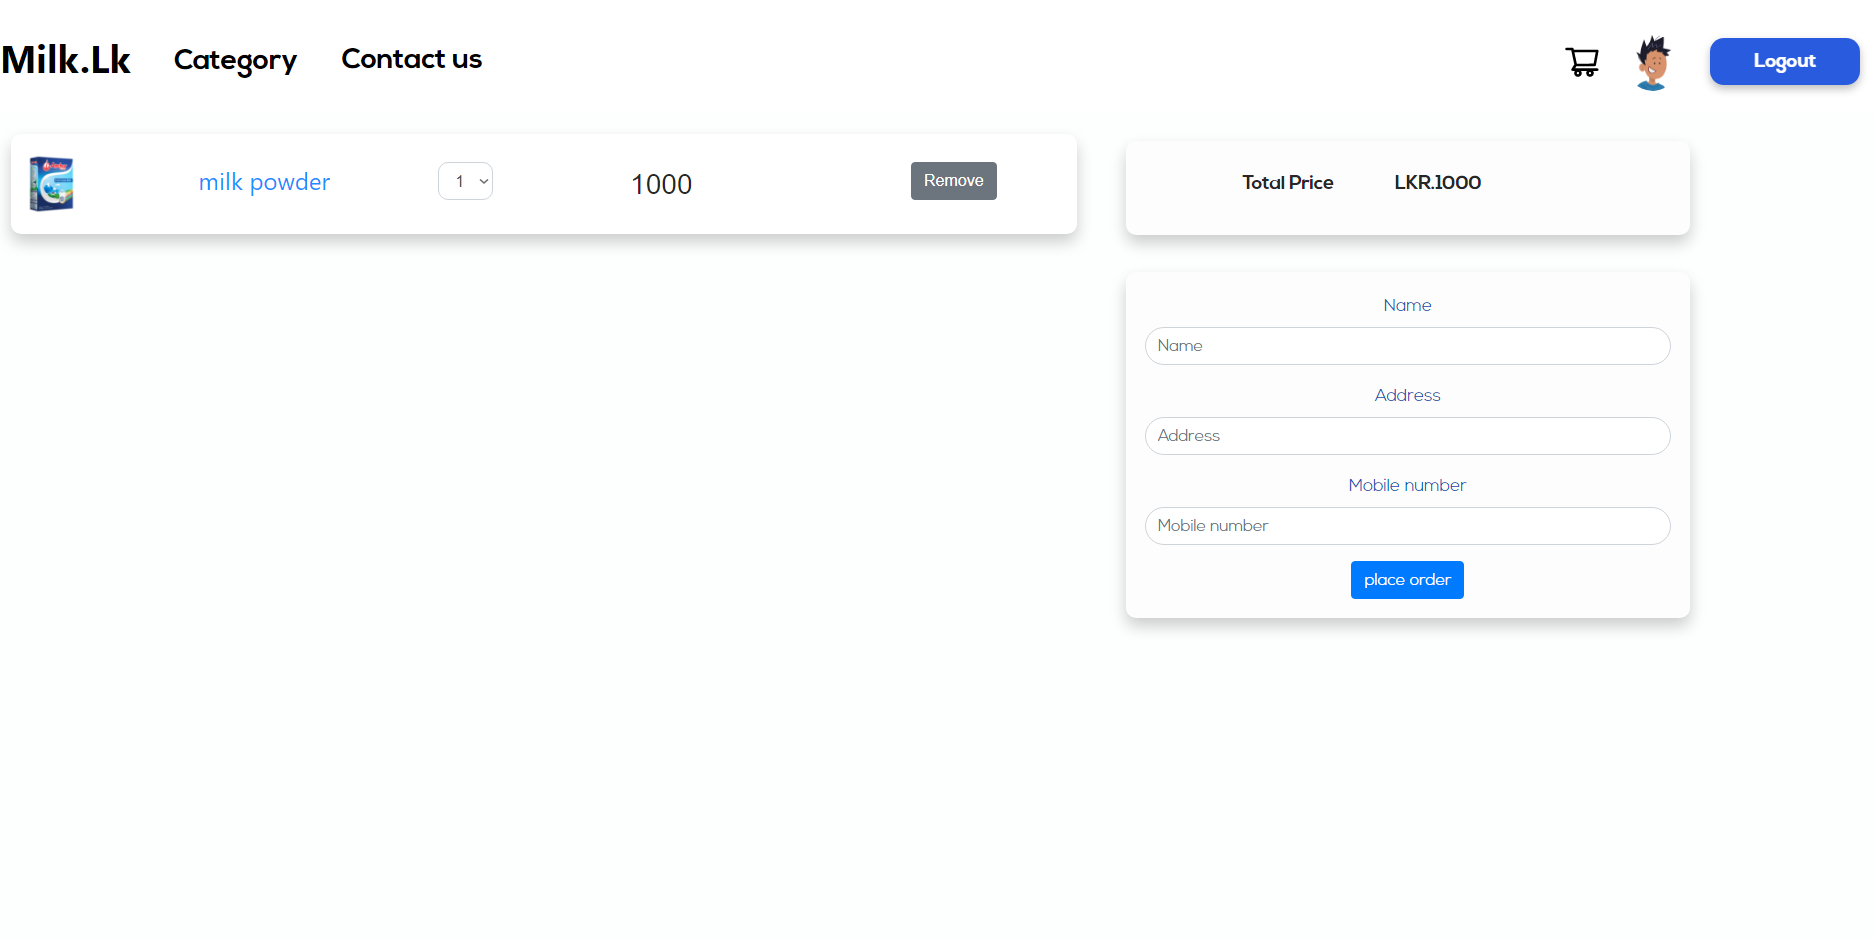 Milk.Lk
Category
Contact us
Logout
milk powder
1
1000
Remove
Total Price
LKR.1000
Name
Name
Address
Address
Mobile number
Mobile number
place order